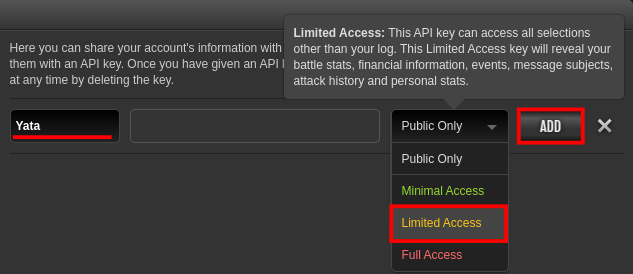 Limited Access: This API key can access all selections
other than your log. This Limited Access key will reveal your
battle stats, financial information, events, message subjects,
attack history and personal stats.
Here you can share your account's information with
them with an API key. Once you have given an API
at any time by deleting the key.
Yata
Public Only
ADD
Public Only
Minimal Access
Limited Access
Full Access